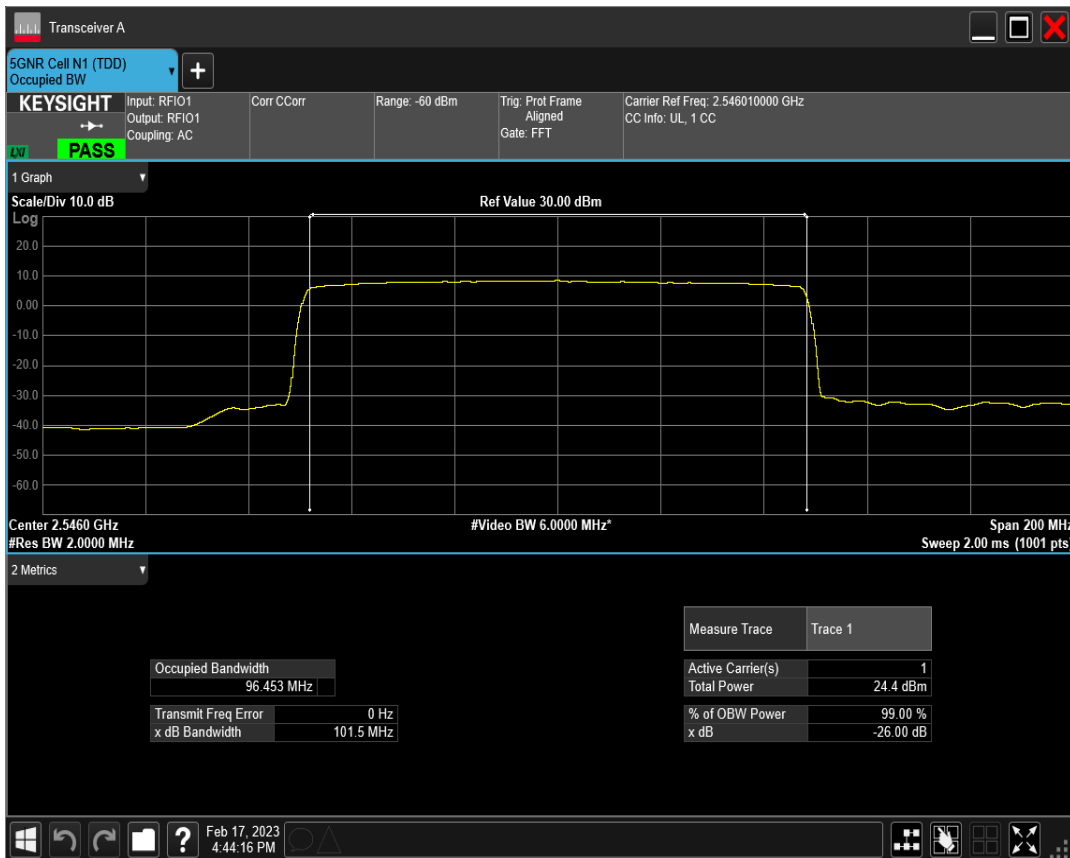 Transceiver A
5GNR Cell N1 (TDD)
Occupied BW
+
KEYSIGHT
LXI
PASS
Input: RFIO1
Output: RFIO1
Coupling: AC
Corr CCorr
Range: -60 dBm
Trig: Prot Frame
Aligned
Gate: FFT
Carrier Ref Freq: 2.546010000 GHz
CC Info: UL, 1 CC
1 Graph
Scale/Div 10.0 dB
Ref Value 30.00 dBm
Log
20.0
10.0
0.00
-10.0
-20.0
-30.0
-40.0
-50.0
-60.0
Center 2.5460 GHz
#Video BW 6.0000 MHz*
Span 200 MHz
#Res BW 2.0000 MHz
Sweep 2.00 ms (1001 pts)
2 Metrics
Measure Trace Trace 1
Occupied Bandwidth
96.453 MHz
Active Carrier(s) 1
Total Power 24.4 dBm
Transmit Freq Error 0 Hz
x dB Bandwidth 101.5 MHz
% of OBW Power 99.00 %
x dB -26.00 dB
?
Feb 17, 2023
4:44:16 PM